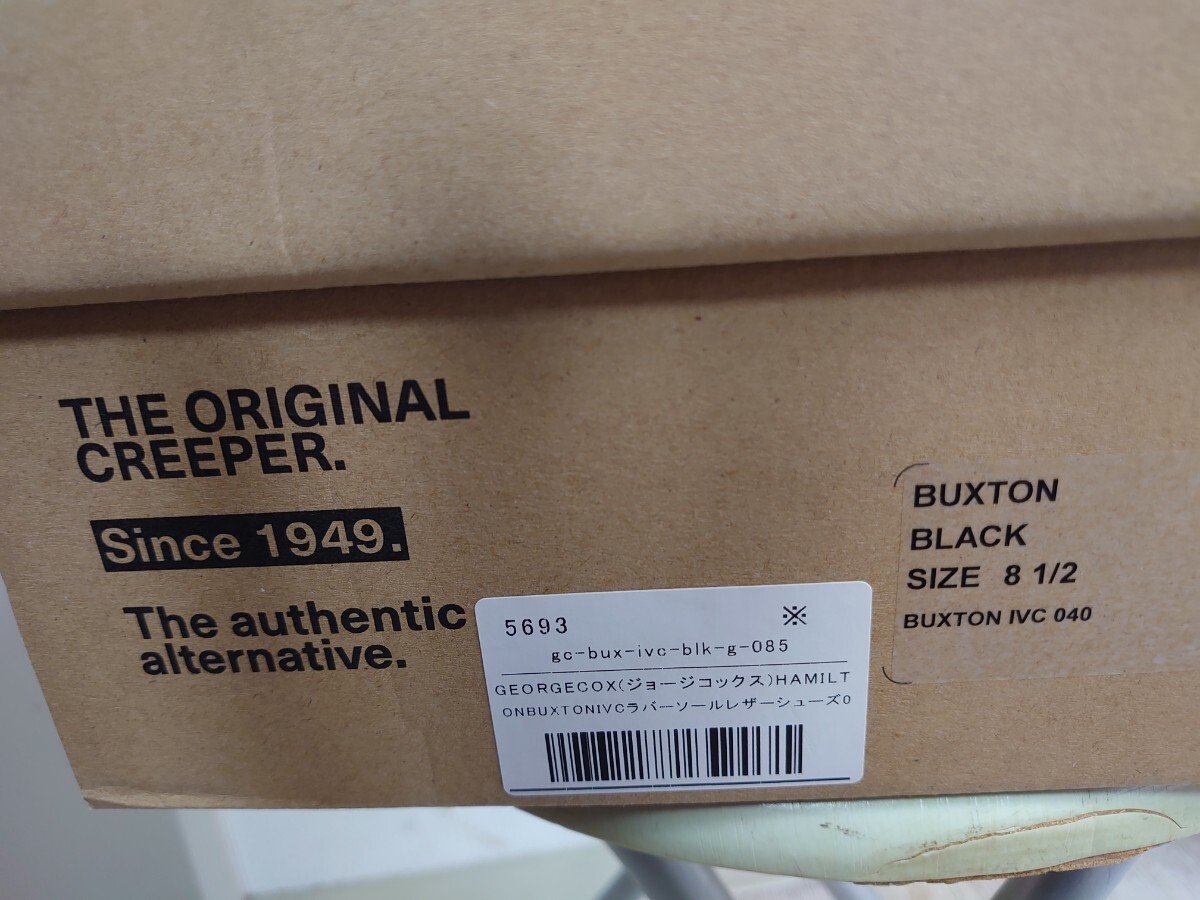 THE ORIGINAL
CREEPER.
Since 1949.
The authentic
alternative.
5693 ※
gc-bux-ivc-blk-g-085
GEORGECOX(ジョージコックス)HAMILT
ONBUXTONIVCラバーソールレザーシューズ0
BUXTON
BLACK
SIZE 8 1/2
BUXTON IVC 040